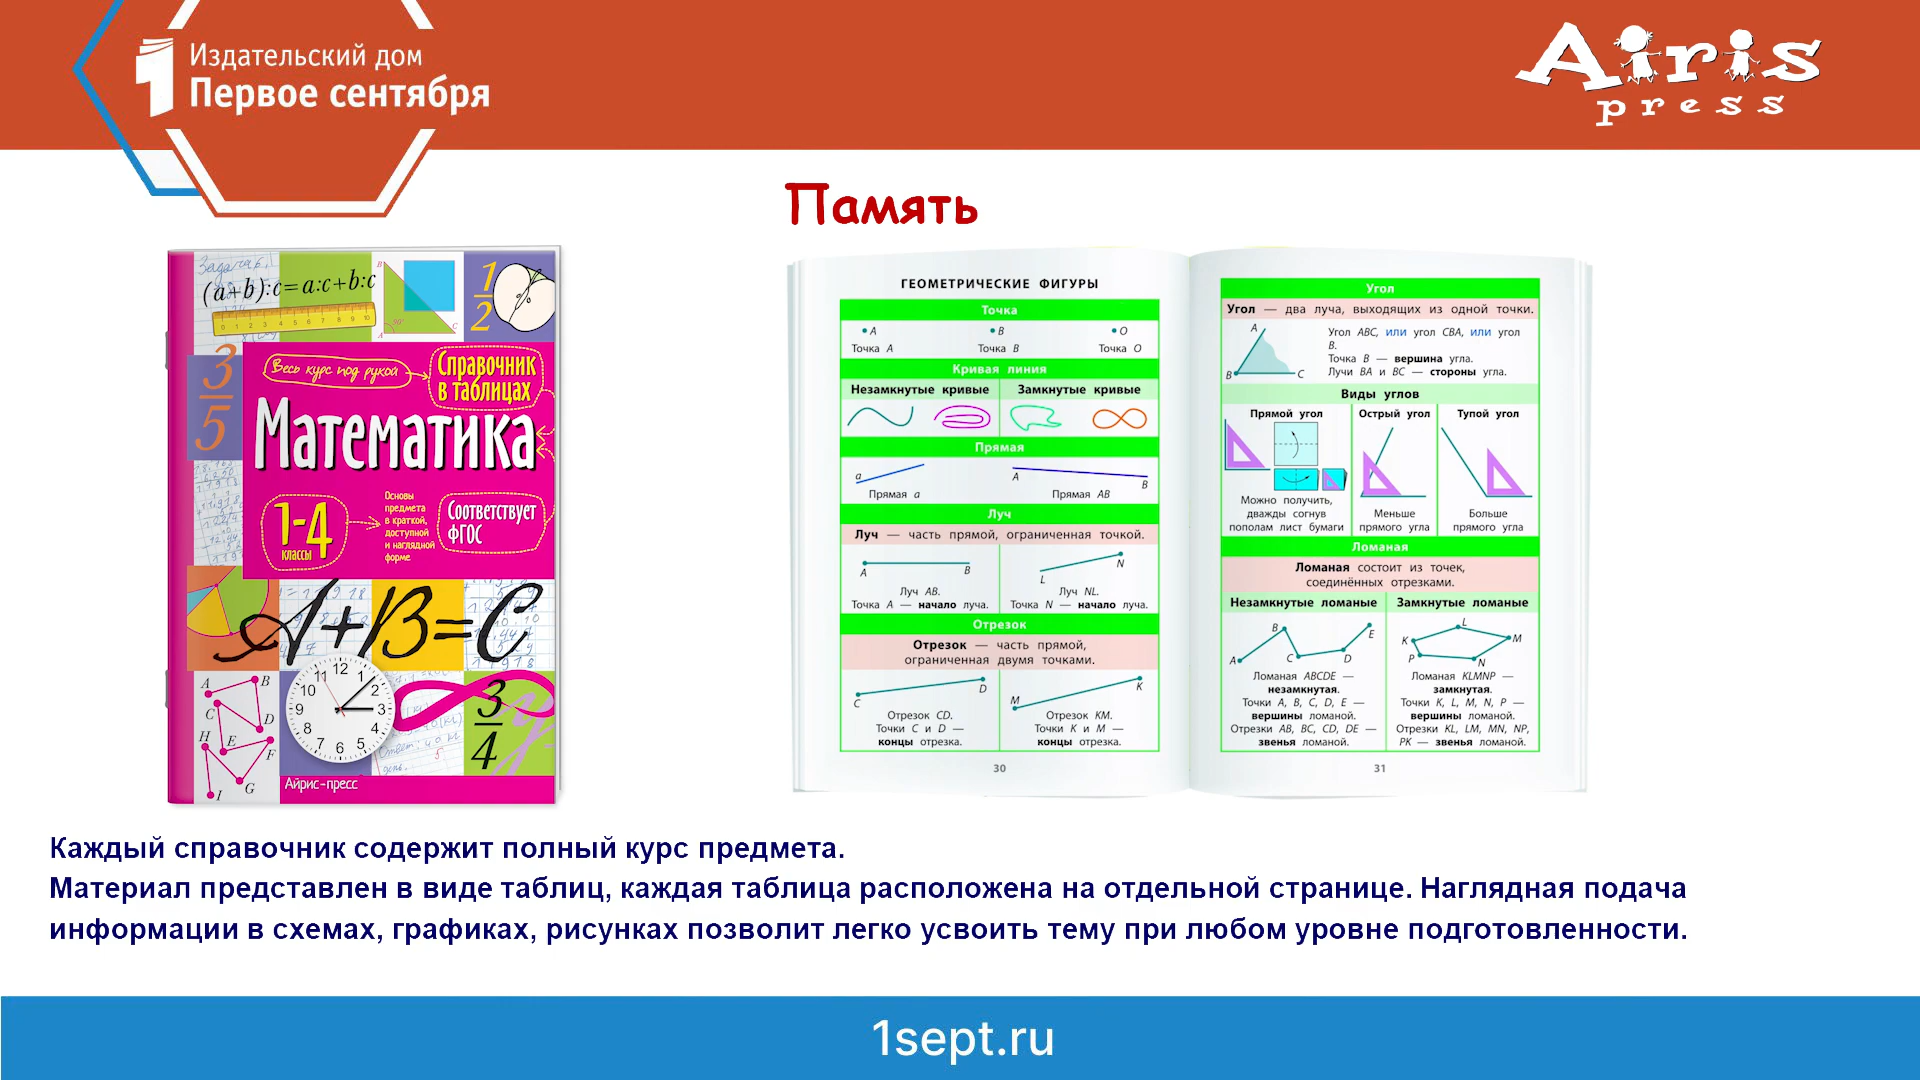 Издательский дом
Первое сентября
Airis
press
Память
(a+b):c=a:c+b:c
1
2
3
5
Весь курс под рукой
Справочник
в таблицах
Математика
1-4
классы
Основы
предмета
в краткой,
доступной
и наглядной
форме
Соответствует
ФГОС
A+B=C
3
4
Айрис-пресс
ГЕОМЕТРИЧЕСКИЕ ФИГУРЫ
Точка
A B O
Точка A Точка B Точка O
Кривая линия
Незамкнутые кривые Замкнутые кривые
Прямая
a A B
Прямая a Прямая AB
Луч
Луч — часть прямой, ограниченная точкой.
A B L N
Луч AB. Луч NL.
Точка A — начало луча. Точка N — начало луча.
Отрезок
Отрезок — часть прямой,
ограниченная двумя точками.
C D M K
Отрезок CD. Отрезок KM.
Точки C и D — Точки K и M —
концы отрезка. концы отрезка.
30
Угол
Угол — два луча, выходящих из одной точки.
A B C
Угол ABC, или угол CBA, или угол
B.
Точка B — вершина угла.
Лучи BA и BC — стороны угла.
Виды углов
Прямой угол Острый угол Тупой угол
Можно получить,
дважды согнув
пополам лист бумаги
Меньше
прямого угла
Больше
прямого угла
Ломаная
Ломаная состоит из точек,
соединённых отрезками.
Незамкнутые ломаные Замкнутые ломаные
A B C D E K L M N P
Ломаная ABCDE —
незамкнутая.
Точки A, B, C, D, E —
вершины ломаной.
Отрезки AB, BC, CD, DE —
звенья ломаной.
Ломаная KLMNP —
замкнутая.
Точки K, L, M, N, P —
вершины ломаной.
Отрезки KL, LM, MN, NP,
PK — звенья ломаной.
31
Каждый справочник содержит полный курс предмета.
Материал представлен в виде таблиц, каждая таблица расположена на отдельной странице. Наглядная подача
информации в схемах, графиках, рисунках позволит легко усвоить тему при любом уровне подготовленности.
1sept.ru